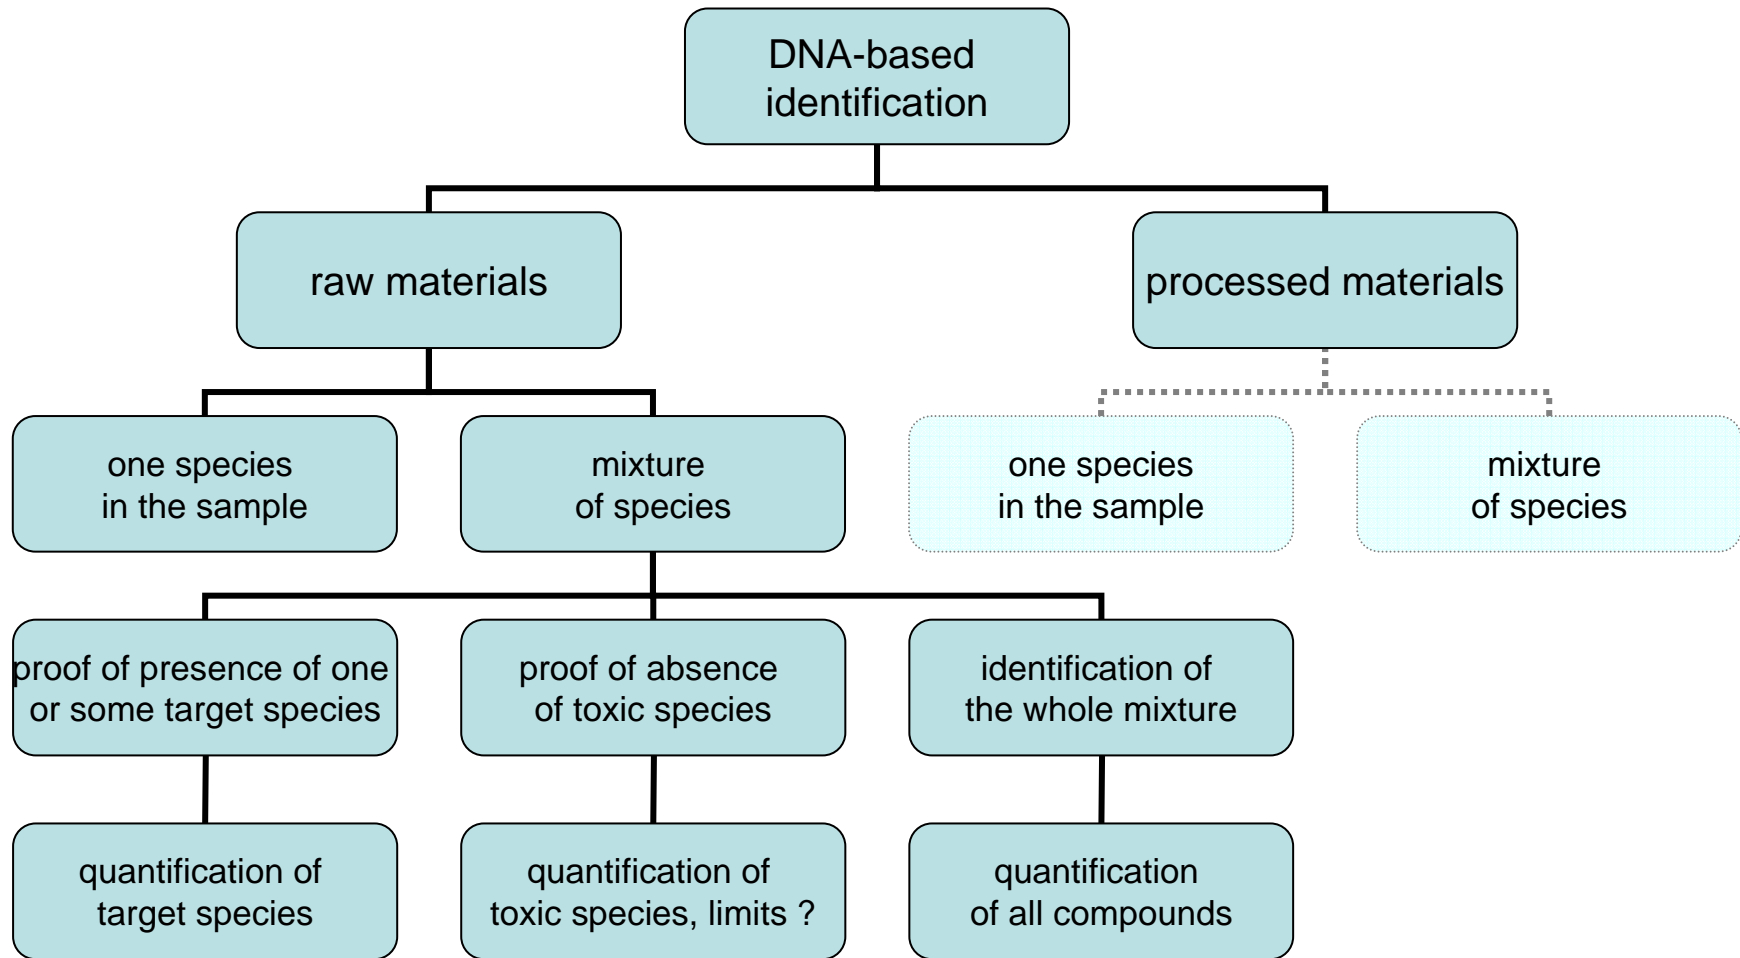 DNA-based
identification
raw materials
processed materials
one species
in the sample
mixture
of species
one species
in the sample
mixture
of species
proof of presence of one
or some target species
proof of absence
of toxic species
identification of
the whole mixture
quantification of
target species
quantification of
toxic species, limits ?
quantification
of all compounds